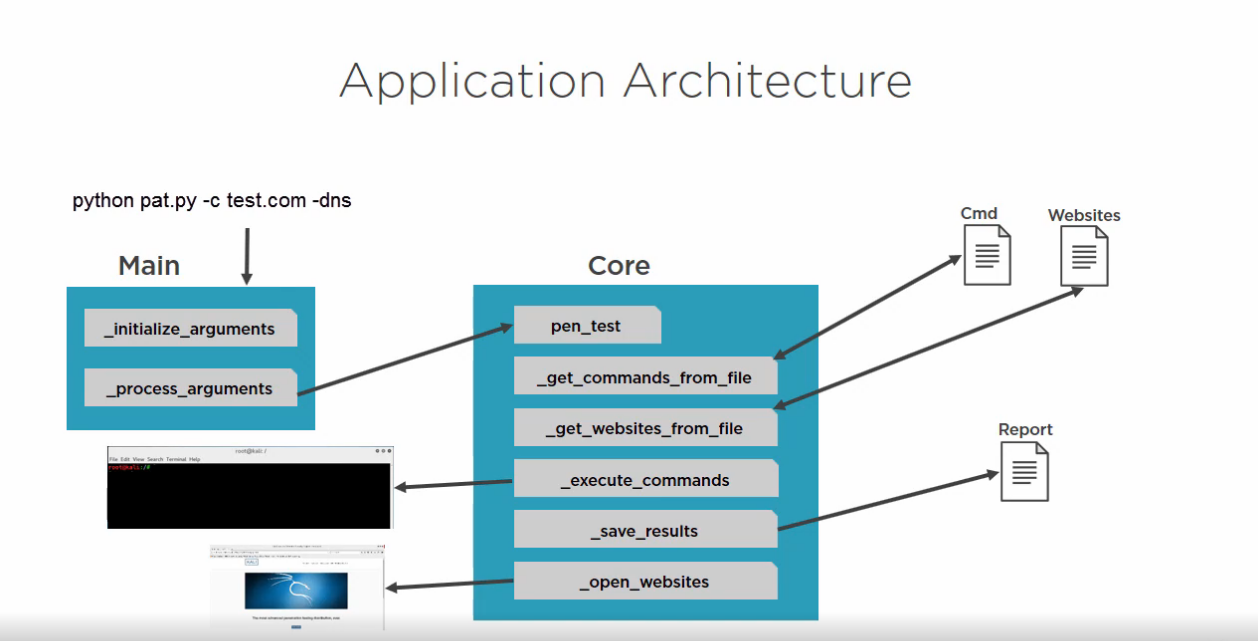 Application Architecture
python pat.py -c test.com -dns
Main
_initialize_arguments
_process_arguments
Core
pen_test
_get_commands_from_file
_get_websites_from_file
_execute_commands
_save_results
_open_websites
Cmd
Websites
Report
root@kali: /
File Edit View Search Terminal Help
root@kali:/#
The most advanced penetration testing distribution, ever.